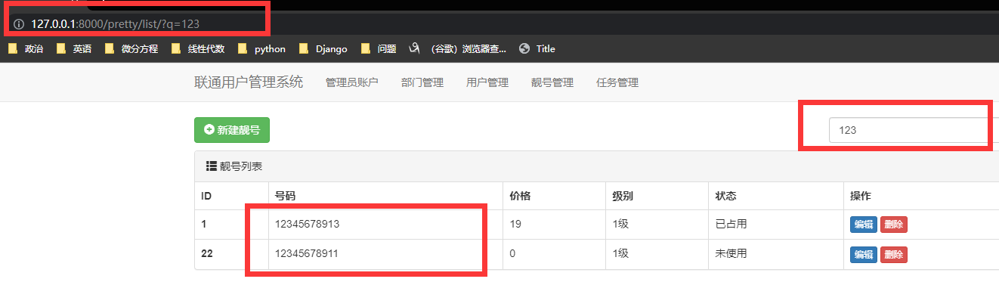 127.0.0.1:8000/pretty/list/?q=123
政治 英语 微分方程 线性代数 python Django 问题 （谷歌）浏览器查... Title
联通用户管理系统 管理员账户 部门管理 用户管理 靓号管理 任务管理
新建靓号 123
靓号列表
ID 号码 价格 级别 状态 操作
1 12345678913 19 1级 已占用 编辑 删除
22 12345678911 0 1级 未使用 编辑 删除